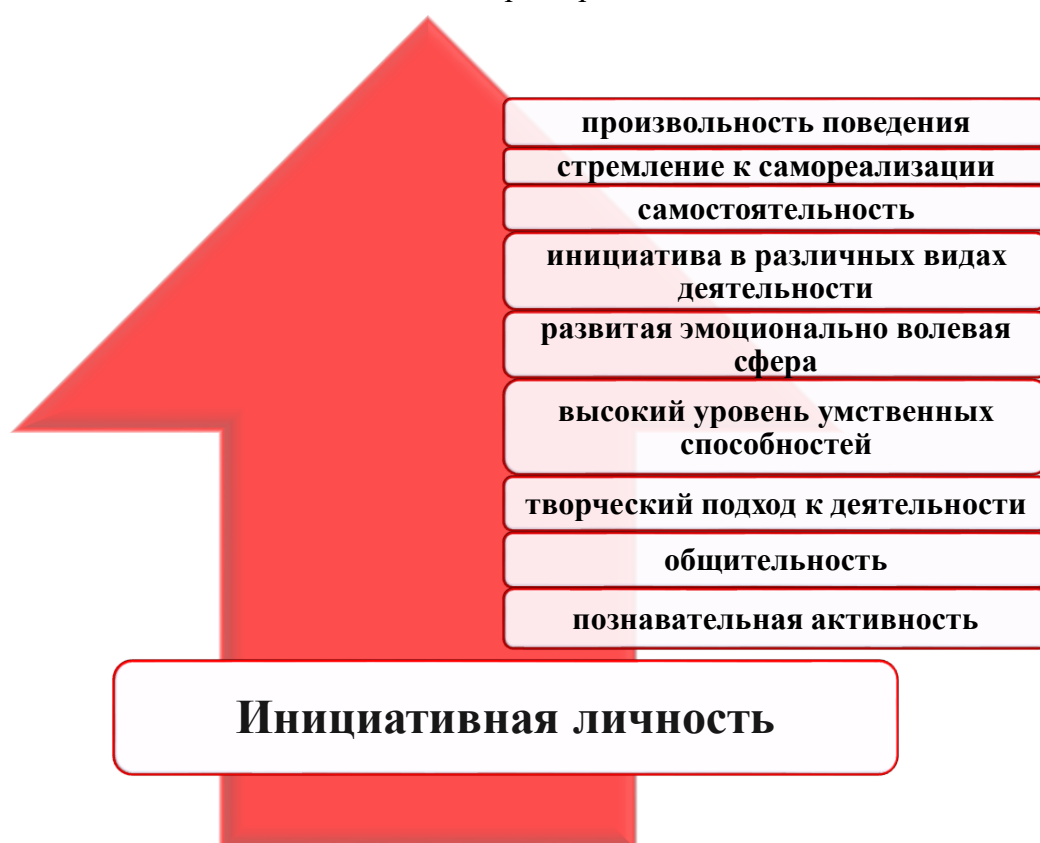 произвольность поведения
стремление к самореализации
самостоятельность
инициатива в различных видах
деятельности
развитая эмоционально волевая
сфера
высокий уровень умственных
способностей
творческий подход к деятельности
общительность
познавательная активность
Инициативная личность